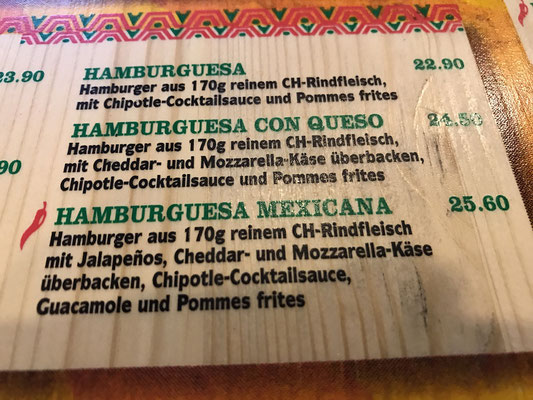 23.90
HAMBURGUESA 22.90
Hamburger aus 170g reinem CH-Rindfleisch,
mit Chipotle-Cocktailsauce und Pommes frites
HAMBURGUESA CON QUESO 24.50
Hamburger aus 170g reinem CH-Rindfleisch,
mit Cheddar- und Mozzarella-Käse überbacken,
Chipotle-Cocktailsauce und Pommes frites
90
HAMBURGUESA MEXICANA 25.60
Hamburger aus 170g reinem CH-Rindfleisch
mit Jalapeños, Cheddar- und Mozzarella-Käse
überbacken, Chipotle-Cocktailsauce,
Guacamole und Pommes frites